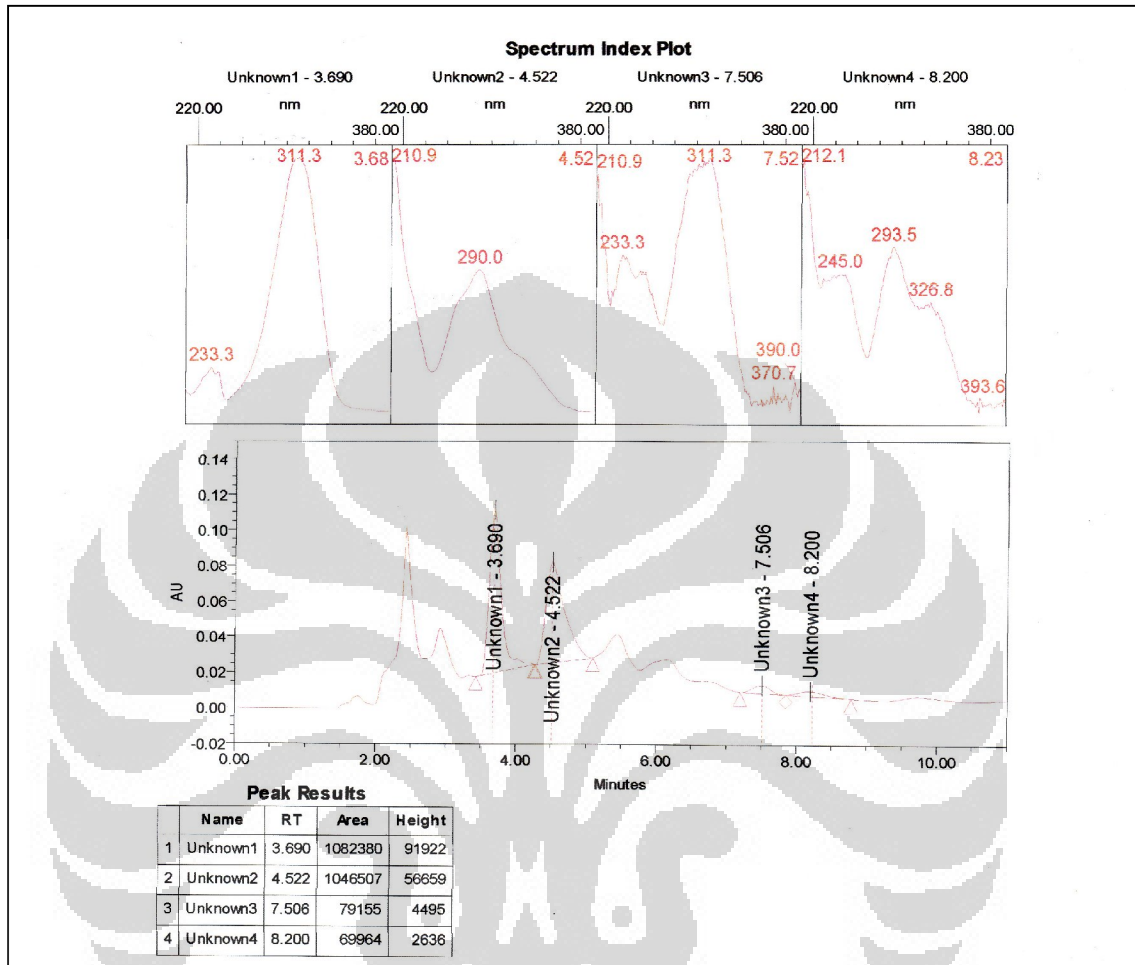 Spectrum Index Plot
Unknown1 - 3.690 Unknown2 - 4.522 Unknown3 - 7.506 Unknown4 - 8.200
220.00 nm 220.00 nm 220.00 nm 220.00 nm
380.00 380.00 380.00 380.00
311.3 3.68 210.9 4.52 210.9 311.3 7.52 212.1 8.23
233.3 293.5
290.0 245.0 326.8
233.3 390.0
370.7 393.6
0.14
0.12
0.10
0.08
0.06
0.04
0.02
0.00
-0.02
AU
Unknown1 - 3.690
Unknown2 - 4.522
Unknown3 - 7.506
Unknown4 - 8.200
0.00 2.00 4.00 6.00 8.00 10.00
Minutes
Peak Results
Name RT Area Height
1 Unknown1 3.690 1082380 91922
2 Unknown2 4.522 1046507 56659
3 Unknown3 7.506 79155 4495
4 Unknown4 8.200 69964 2636